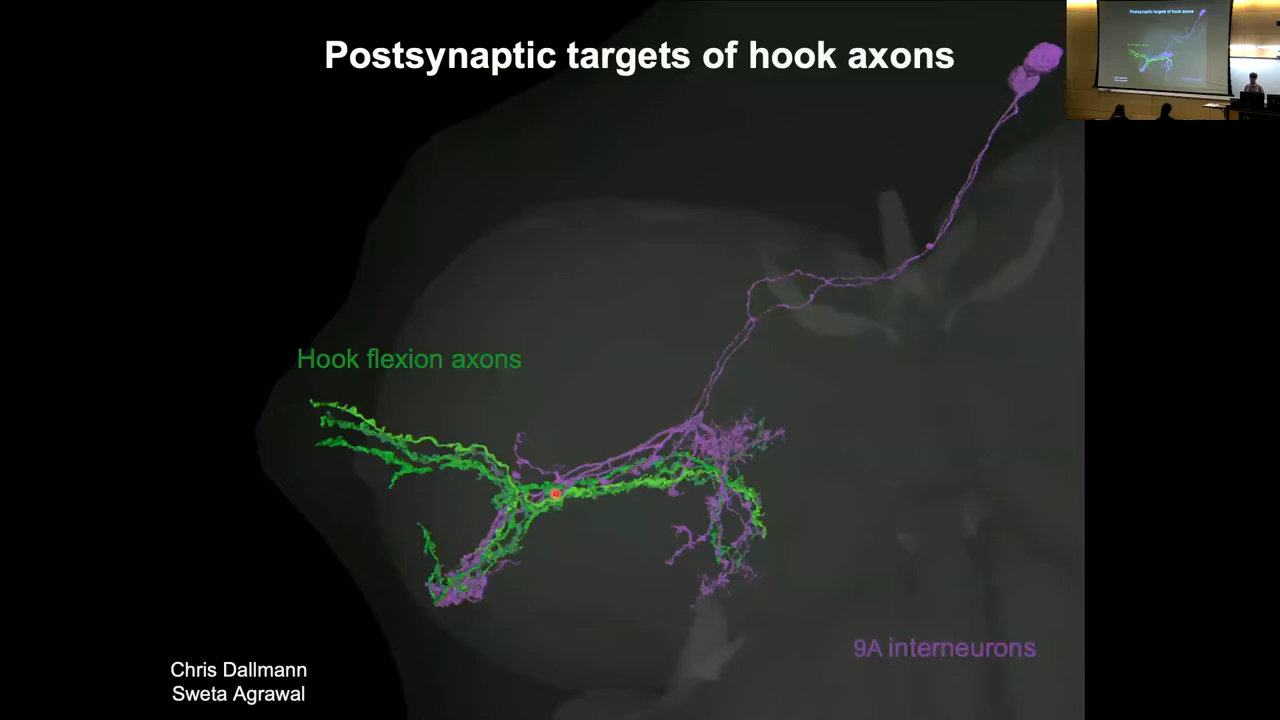 Postsynaptic targets of hook axons
Hook flexion axons
9A interneurons
Chris Dallmann
Sweta Agrawal